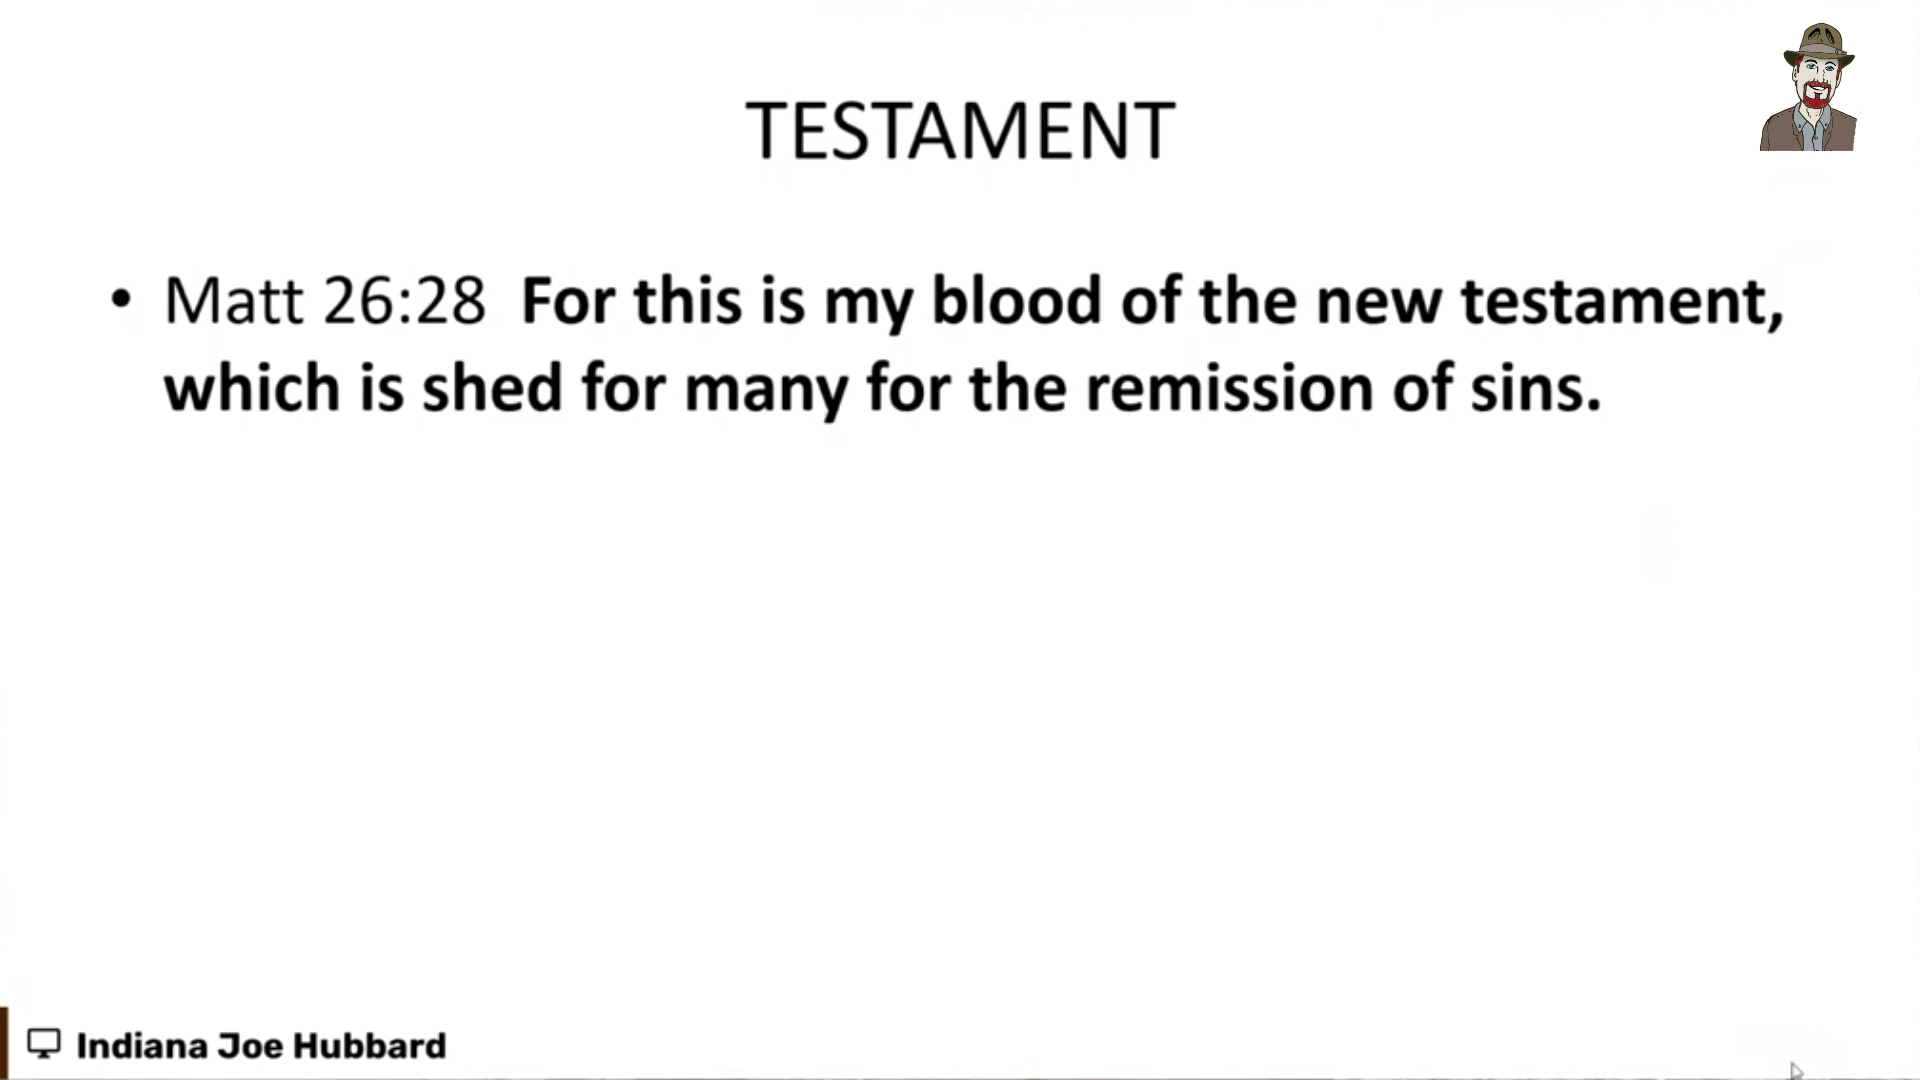 TESTAMENT
• Matt 26:28 For this is my blood of the new testament,
which is shed for many for the remission of sins.
Indiana Joe Hubbard